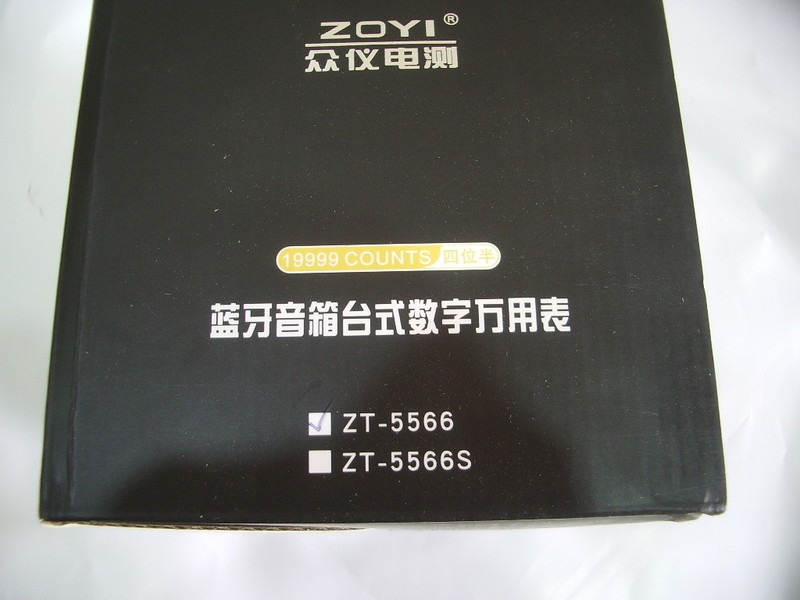 ZOYI®
众仪电测
19999 COUNTS 四位半
蓝牙音箱台式数字万用表
ZT-5566
ZT-5566S